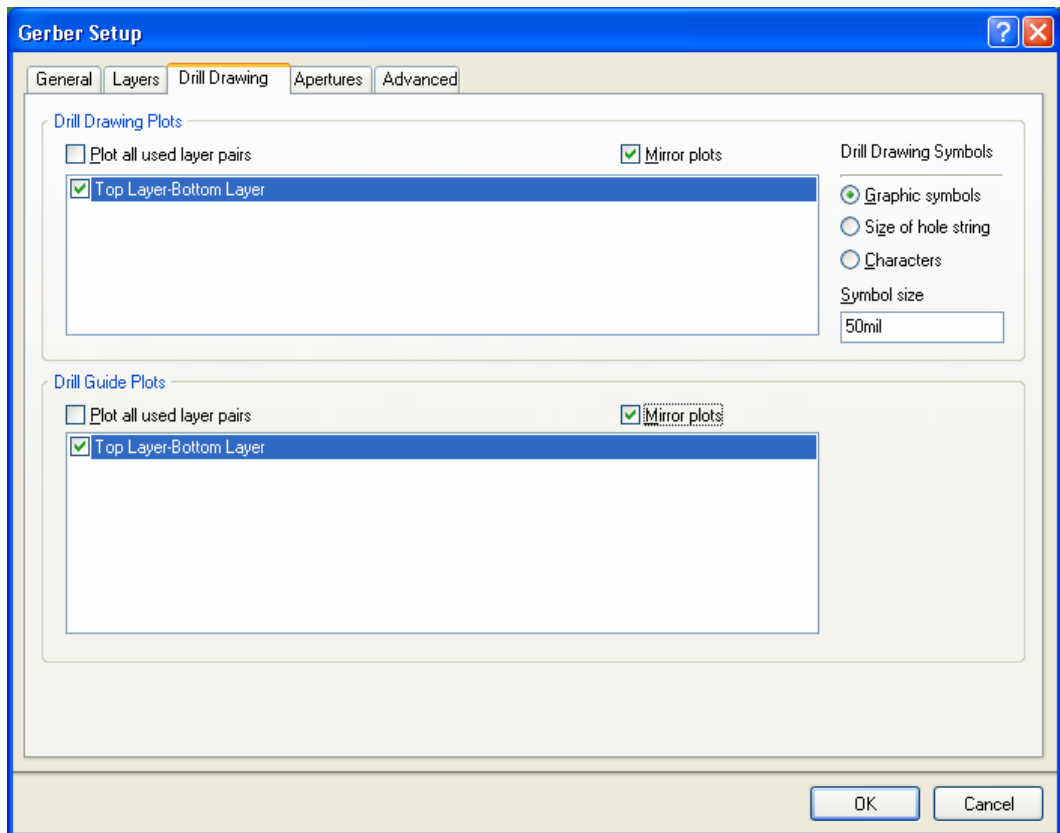 Gerber Setup
General Layers Drill Drawing Apertures Advanced
Drill Drawing Plots
Plot all used layer pairs
Mirror plots
Top Layer-Bottom Layer
Drill Drawing Symbols
Graphic symbols
Size of hole string
Characters
Symbol size
50mil
Drill Guide Plots
Plot all used layer pairs
Mirror plots
Top Layer-Bottom Layer
OK Cancel